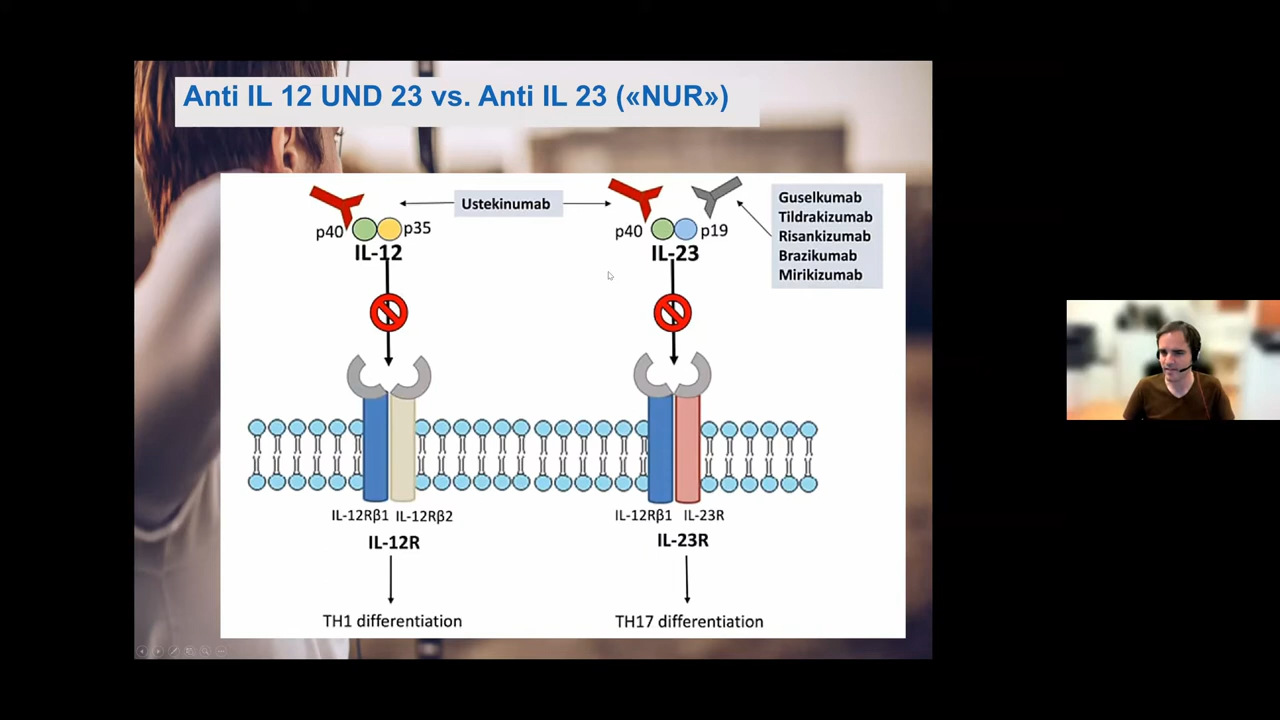 Anti IL 12 UND 23 vs. Anti IL 23 («NUR»)
Ustekinumab
p40
p35
IL-12
p40
p19
IL-23
Guselkumab
Tildrakizumab
Risankizumab
Brazikumab
Mirikizumab
IL-12Rβ1
IL-12Rβ2
IL-12R
TH1 differentiation
IL-12Rβ1
IL-23R
IL-23R
TH17 differentiation